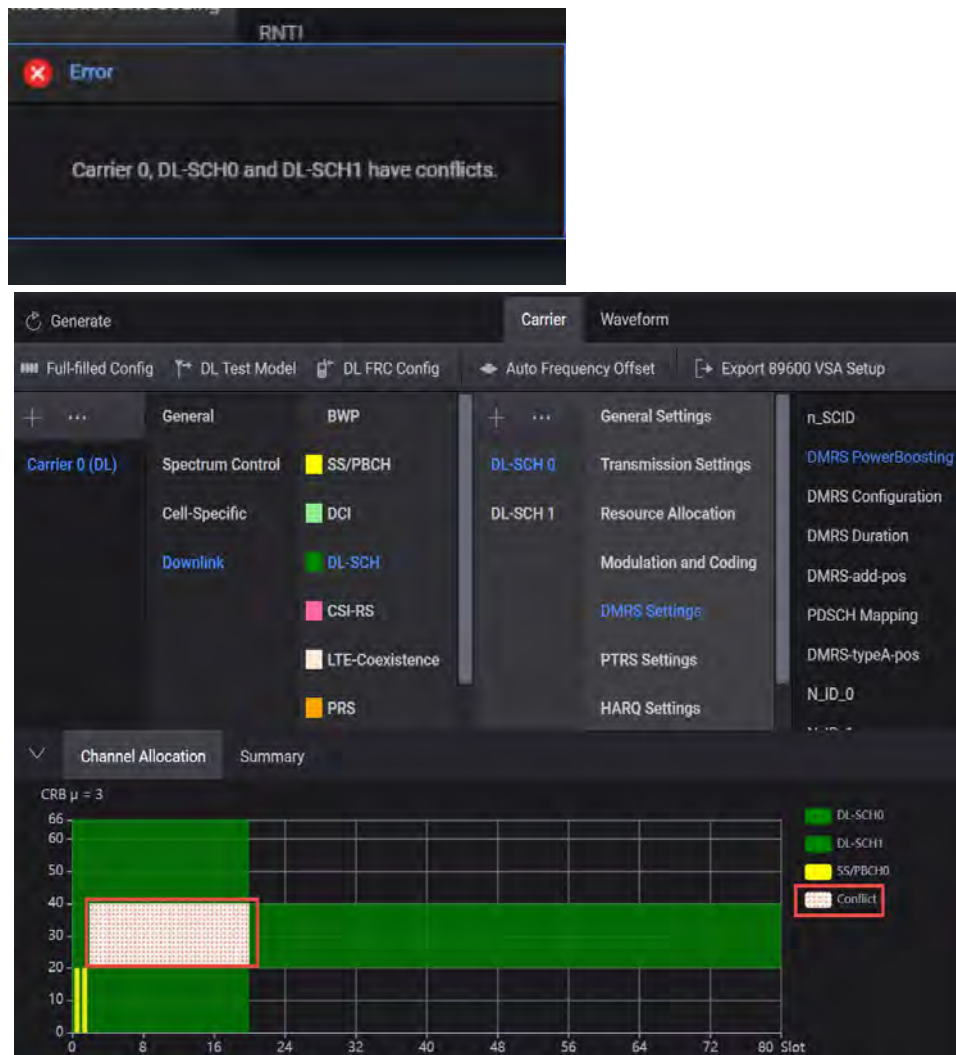 RNTI
Error
Carrier 0, DL-SCH0 and DL-SCH1 have conflicts.
Generate
Carrier Waveform
Full-filled Config DL Test Model DL FRC Config Auto Frequency Offset Export 89600 VSA Setup
+ ... General BWP + ... General Settings n_SCID
Carrier 0 (DL) Spectrum Control SS/PBCH DL-SCH 0 Transmission Settings DMRS PowerBoosting
Cell-Specific DCI DL-SCH 1 Resource Allocation DMRS Configuration
DMRS Duration
Downlink DL-SCH Modulation and Coding DMRS-add-pos
CSI-RS DMRS Settings PDSCH Mapping
LTE-Coexistence PTRS Settings DMRS-typeA-pos
PRS HARQ Settings N_ID_0
Channel Allocation Summary
CRB μ = 3
66
60
50
40
30
20
10
0
0 8 16 24 32 40 48 56 64 72 80 Slot
DL-SCH0
DL-SCH1
SS/PBCH0
Conflict